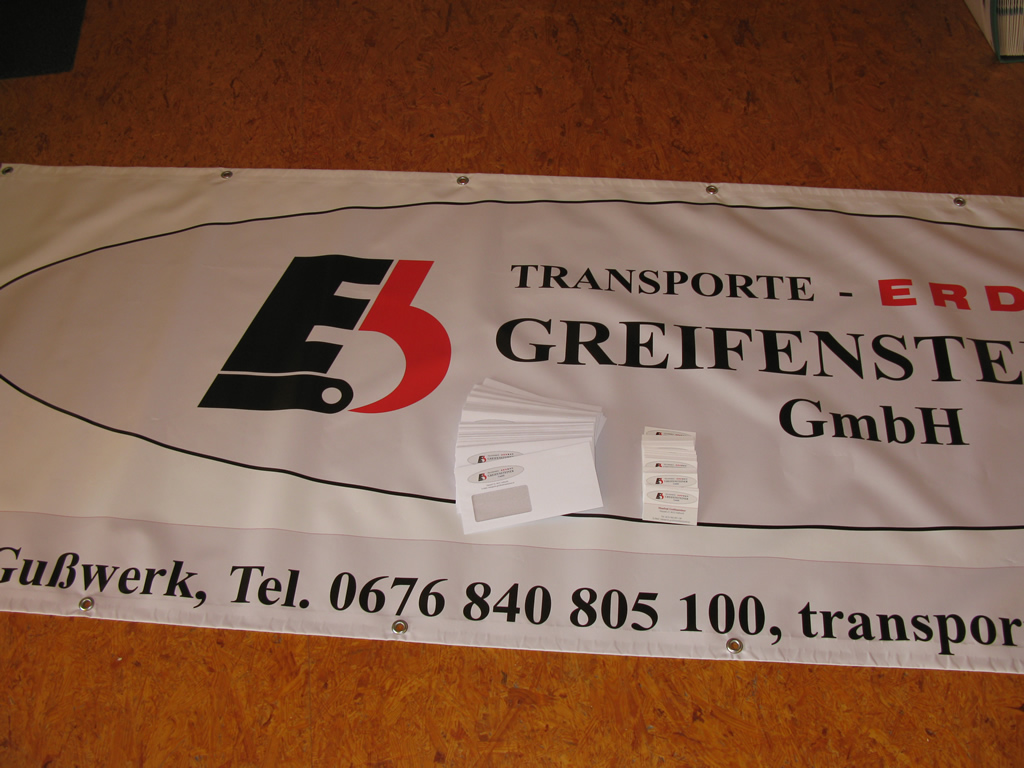 TRANSPORTE - ERD
GREIFENSTE
GmbH
Gußwerk, Tel. 0676 840 805 100, transpor